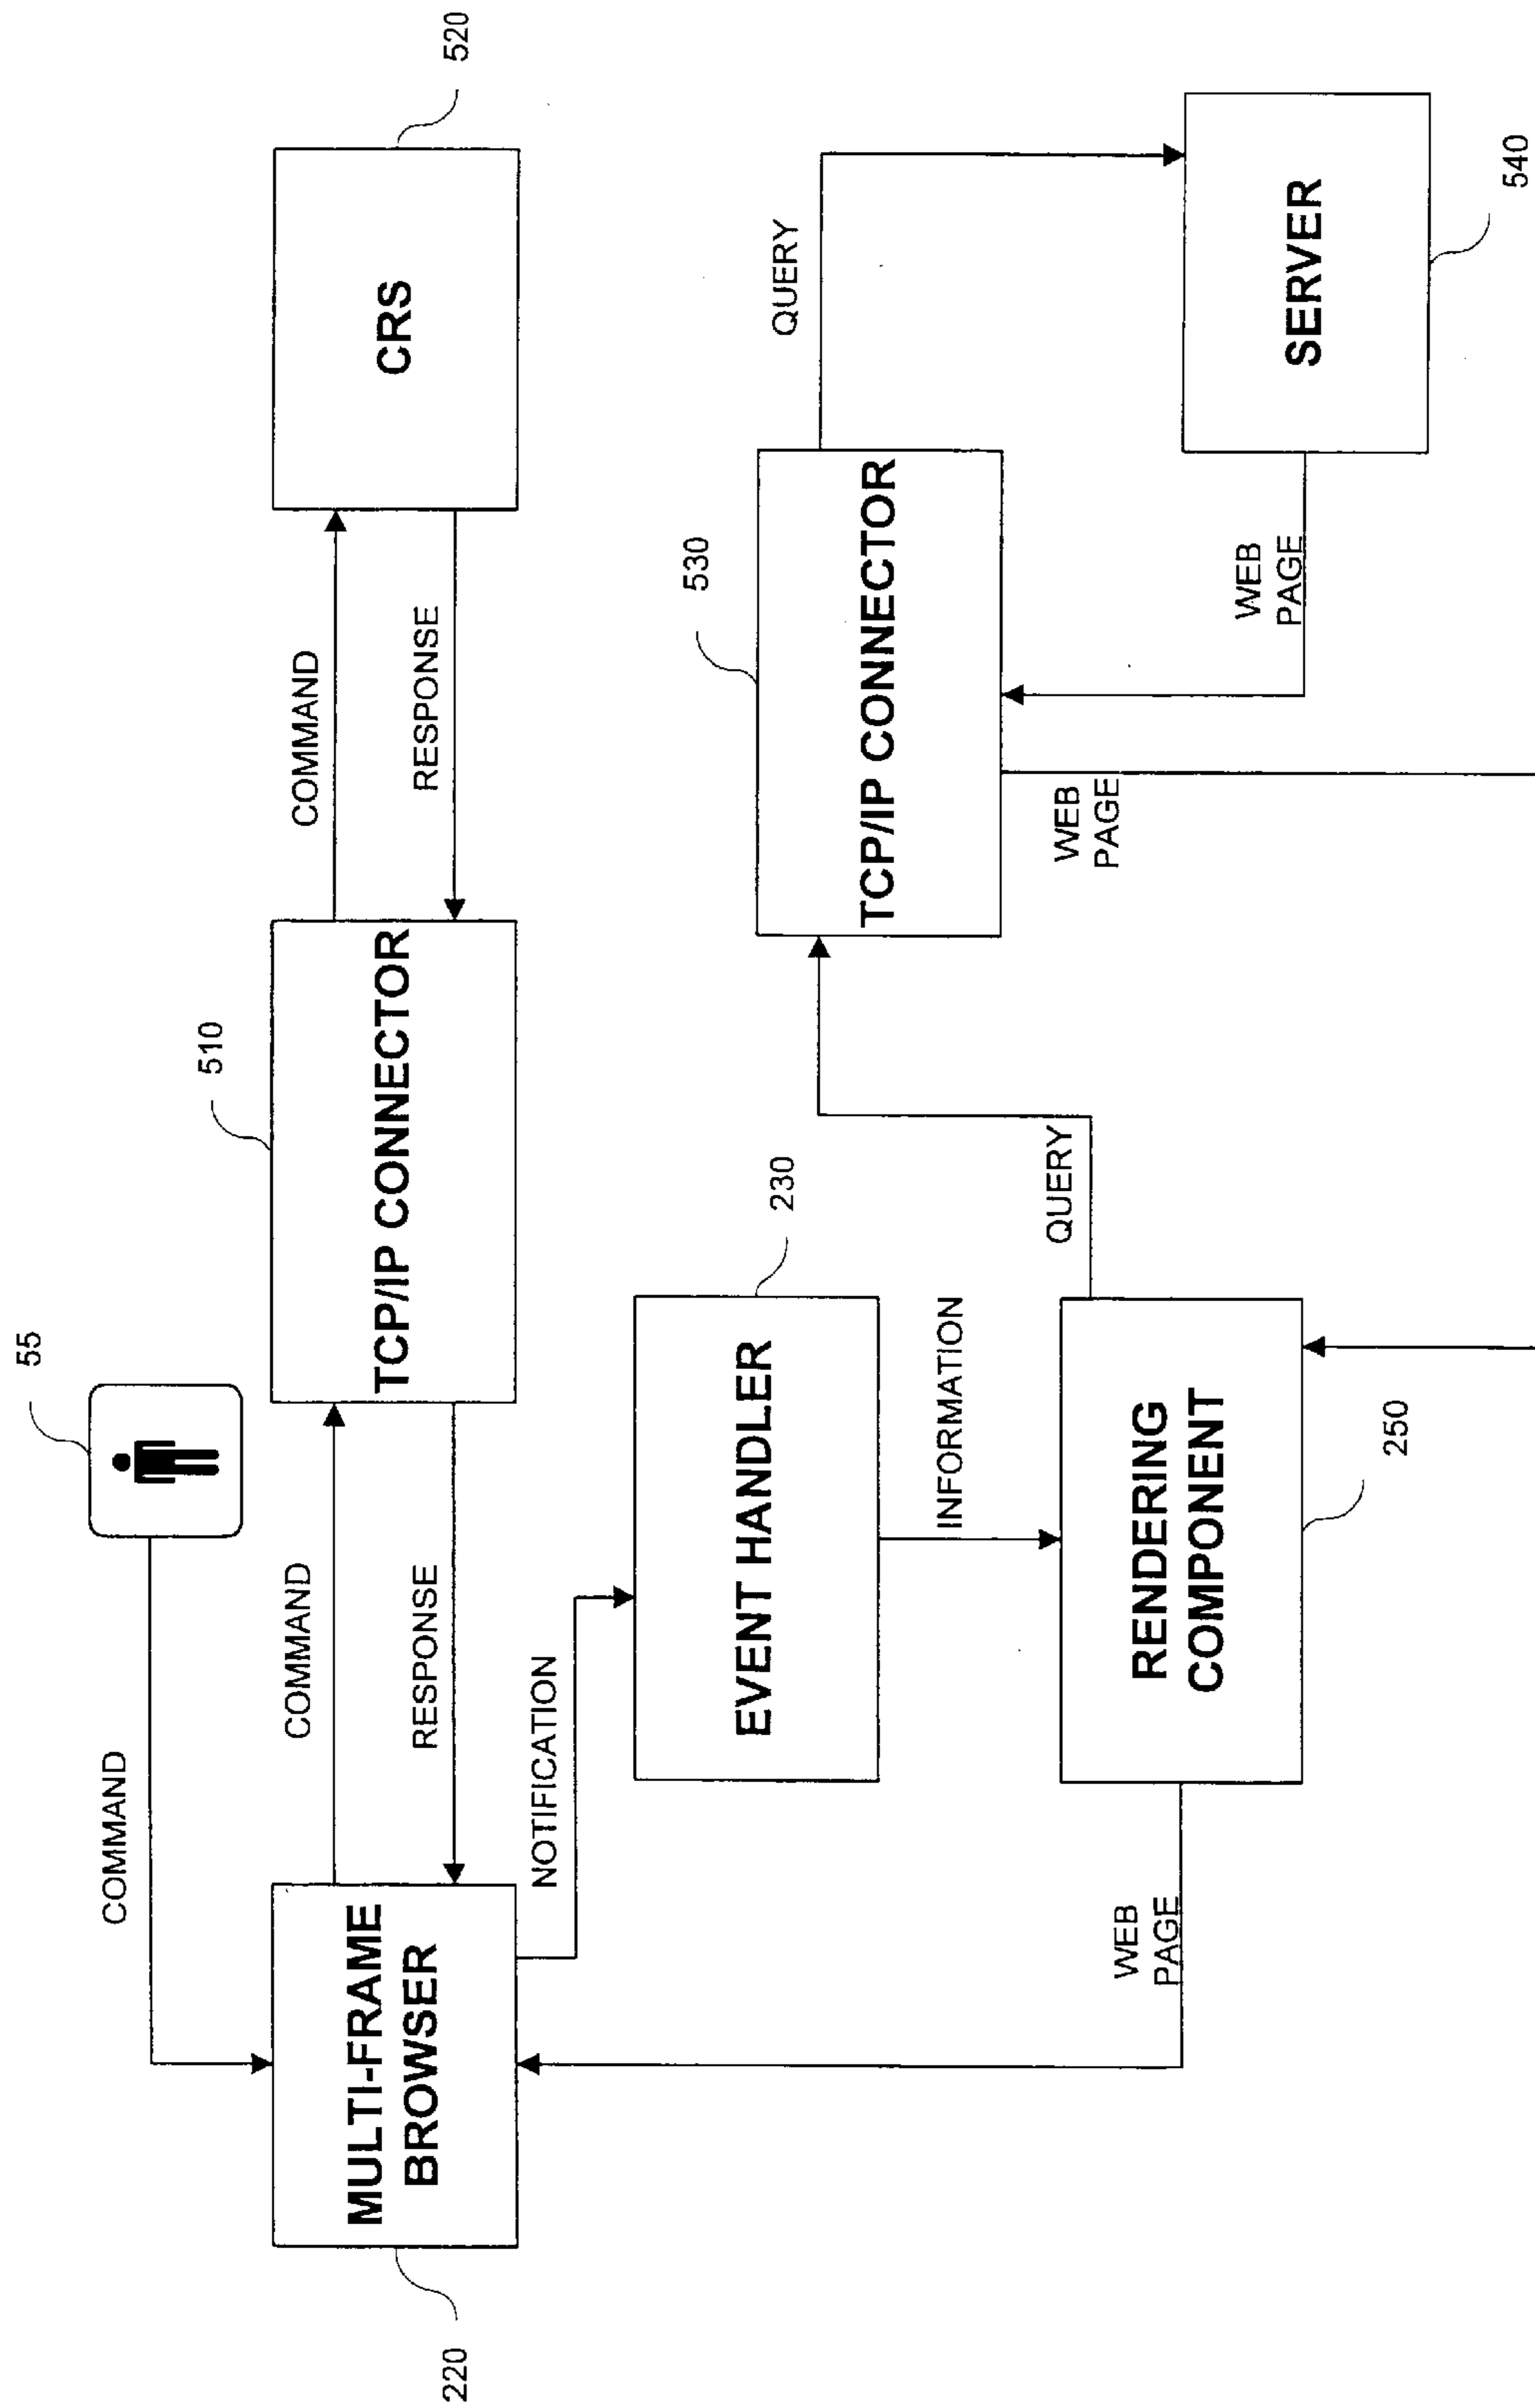 55
COMMAND
510
520
MULTI-FRAME
BROWSER
220
COMMAND
RESPONSE
TCP/IP CONNECTOR
COMMAND
RESPONSE
CRS
NOTIFICATION
EVENT HANDLER
230
INFORMATION
530
TCP/IP CONNECTOR
QUERY
QUERY
WEB
PAGE
RENDERING
COMPONENT
250
WEB
PAGE
WEB
PAGE
SERVER
540